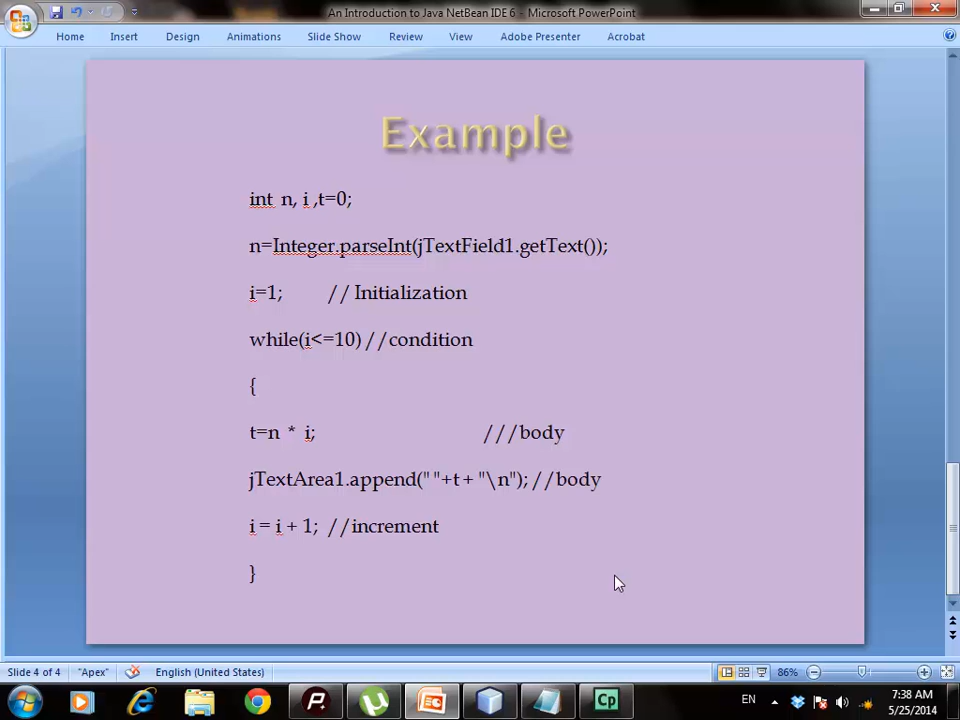 An Introduction to Java NetBean IDE 6 - Microsoft PowerPoint
Home Insert Design Animations Slide Show Review View Adobe Presenter Acrobat
Example
int n, i ,t=0;
n=Integer.parseInt(jTextField1.getText());
i=1; // Initialization
while(i<=10) //condition
{
t=n * i; ///body
jTextArea1.append(" "+t+ "\n"); //body
i = i + 1; //increment
}
Slide 4 of 4 "Apex" English (United States) 86%
EN 7:38 AM
5/25/2014